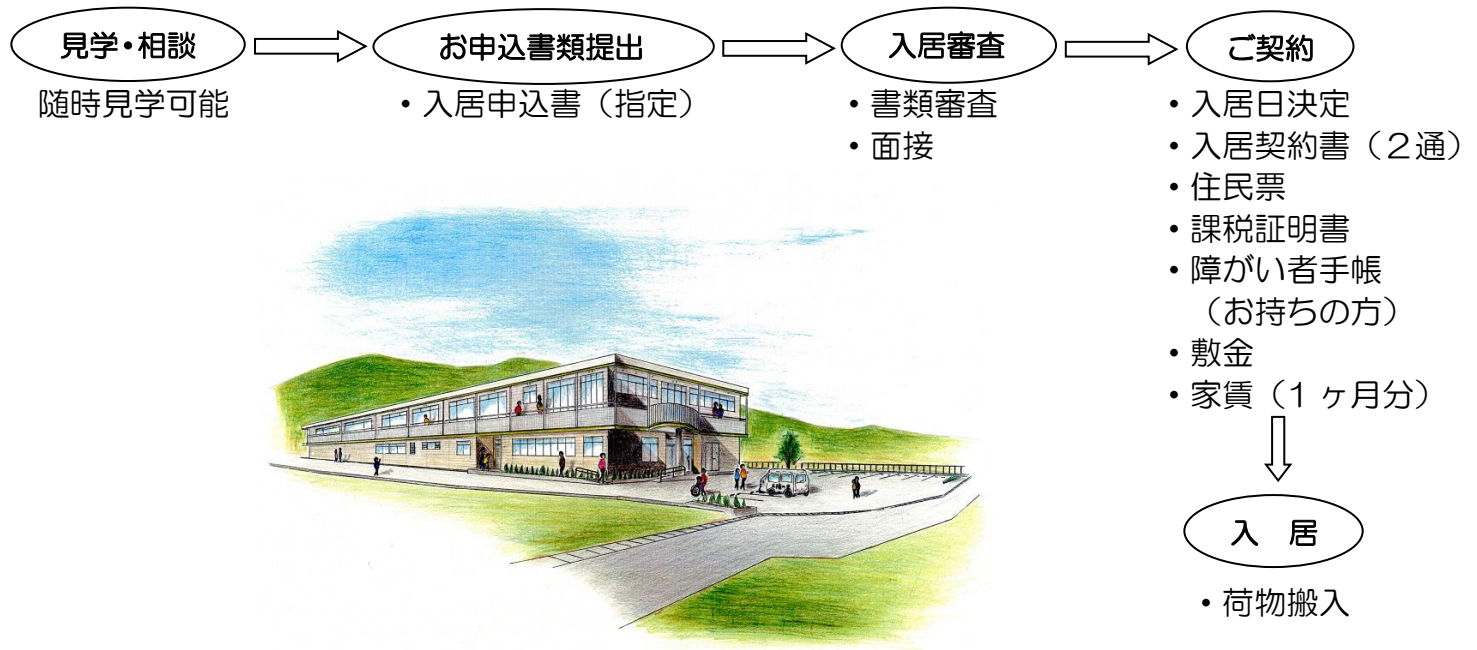 見学・相談
随時見学可能
お申込書類提出
・入居申込書（指定）
入居審査
・書類審査
・面接
ご契約
・入居日決定
・入居契約書（２通）
・住民票
・課税証明書
・障がい者手帳
（お持ちの方）
・敷金
・家賃（1 ヶ月分）
入　居
・荷物搬入